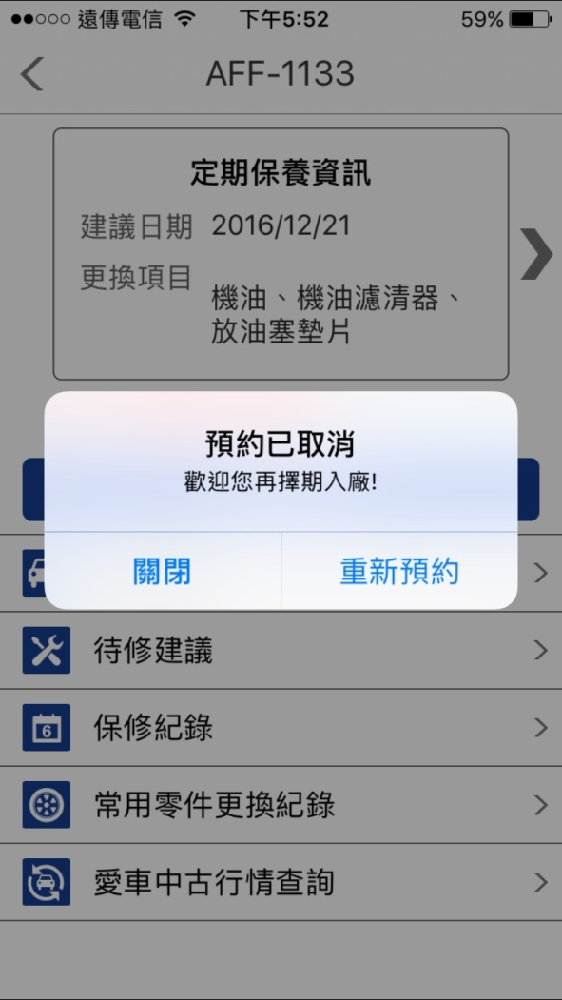 遠傳電信 下午5:52 59%
AFF-1133
定期保養資訊
建議日期 2016/12/21
更換項目
機油、機油濾清器、
放油塞墊片
預約已取消
歡迎您再擇期入廠!
關閉 重新預約
待修建議
6 保修紀錄
常用零件更換紀錄
愛車中古行情查詢